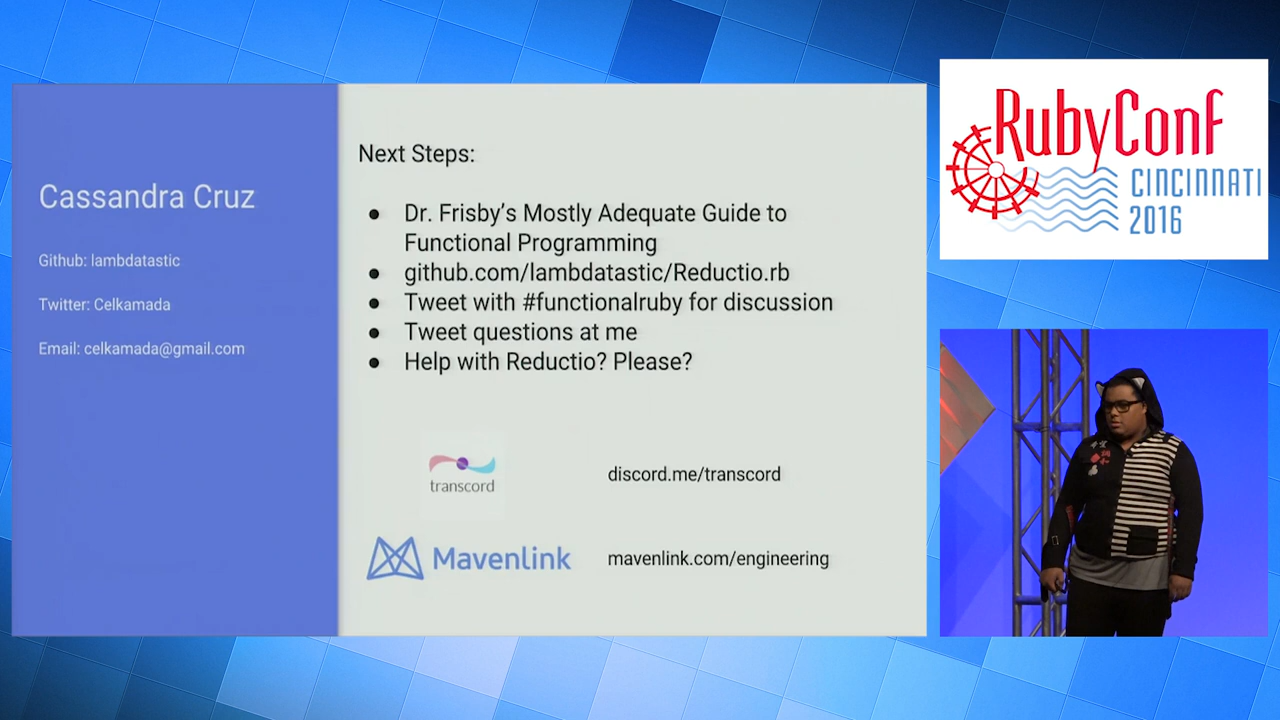 Cassandra Cruz
Github: lambdatastic
Twitter: Celkamada
Email: celkamada@gmail.com
Next Steps:
● Dr. Frisby's Mostly Adequate Guide to
Functional Programming
● github.com/lambdatastic/Reductio.rb
● Tweet with #functionalruby for discussion
● Tweet questions at me
● Help with Reductio? Please?
transcord
discord.me/transcord
Mavenlink
mavenlink.com/engineering
RubyConf
CINCINNATI
2016